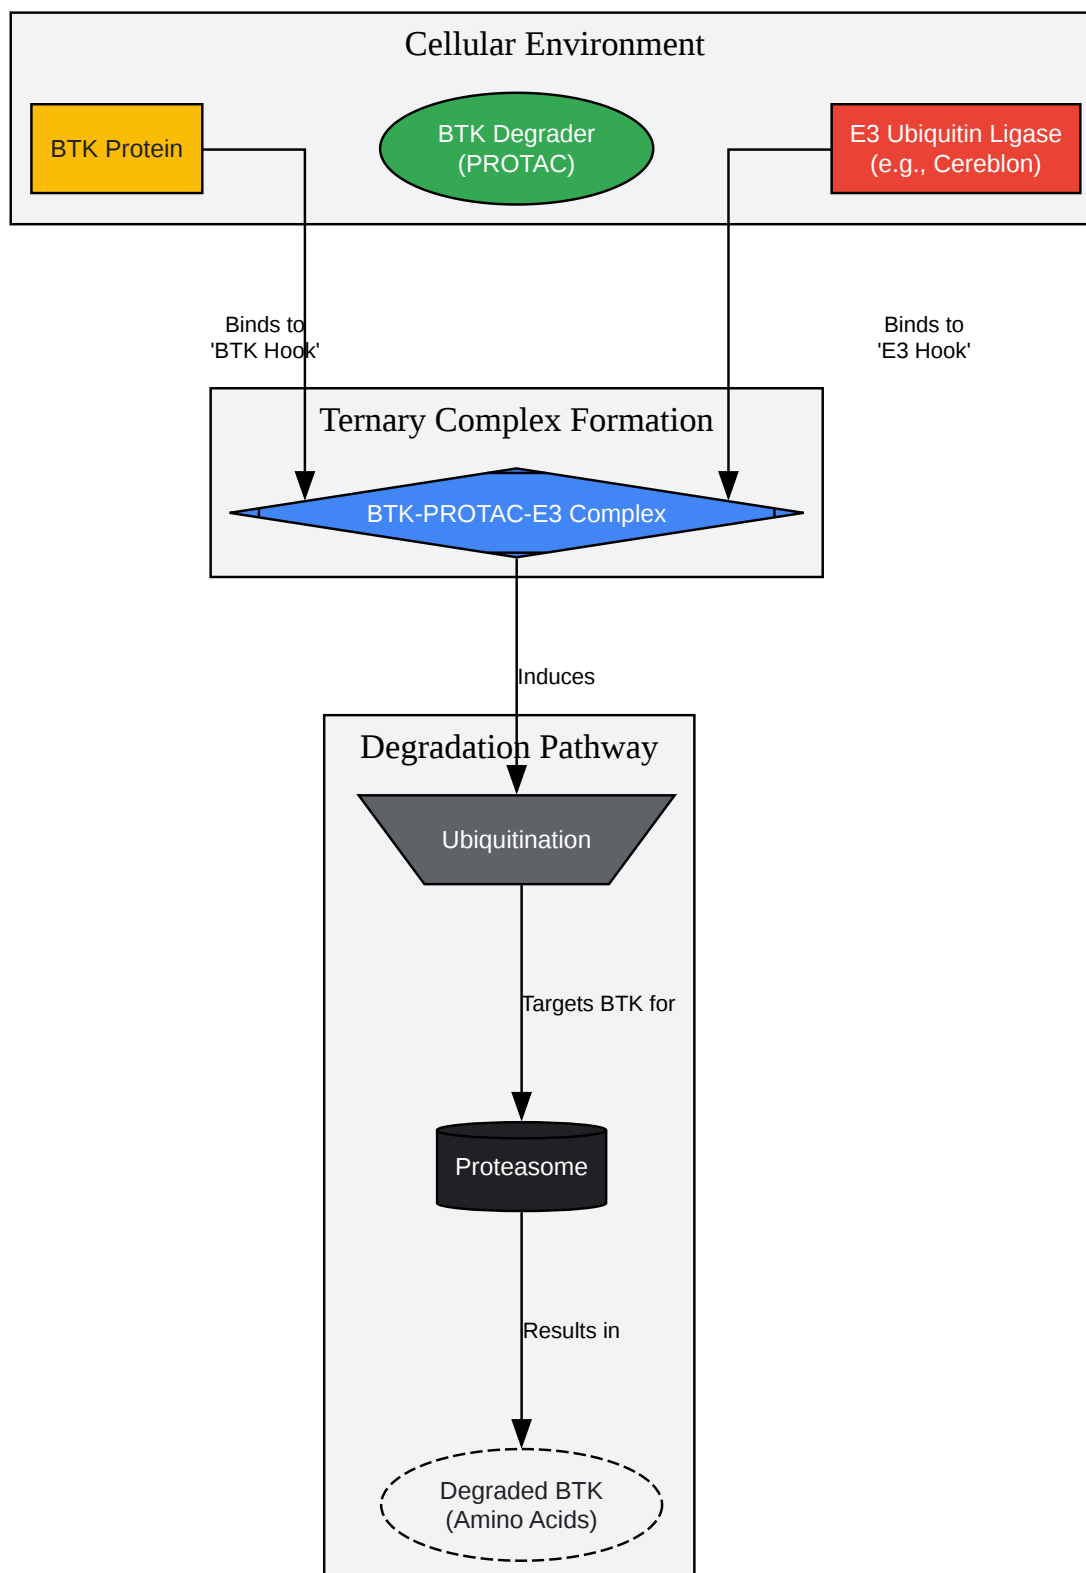 Cellular Environment
BTK Protein
BTK Degrader
(PROTAC)
E3 Ubiquitin Ligase
(e.g., Cereblon)
Binds to
'BTK Hook'
Binds to
'E3 Hook'
Ternary Complex Formation
BTK-PROTAC-E3 Complex
Induces
Degradation Pathway
Ubiquitination
Targets BTK for
Proteasome
Results in
Degraded BTK
(Amino Acids)